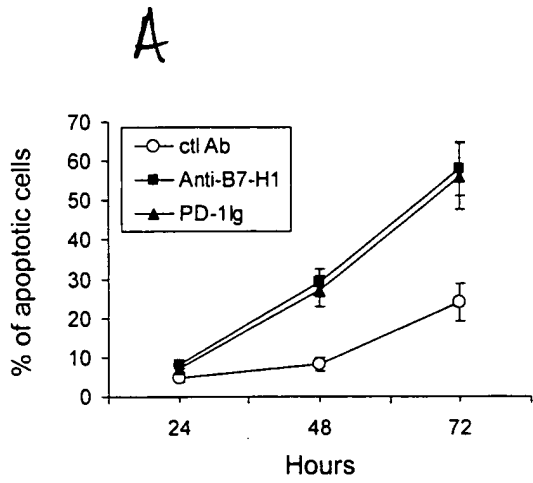 A
70
60
50
40
30
20
10
0
ctl Ab
Anti-B7-H1
PD-1Ig
% of apoptotic cells
24 48 72
Hours